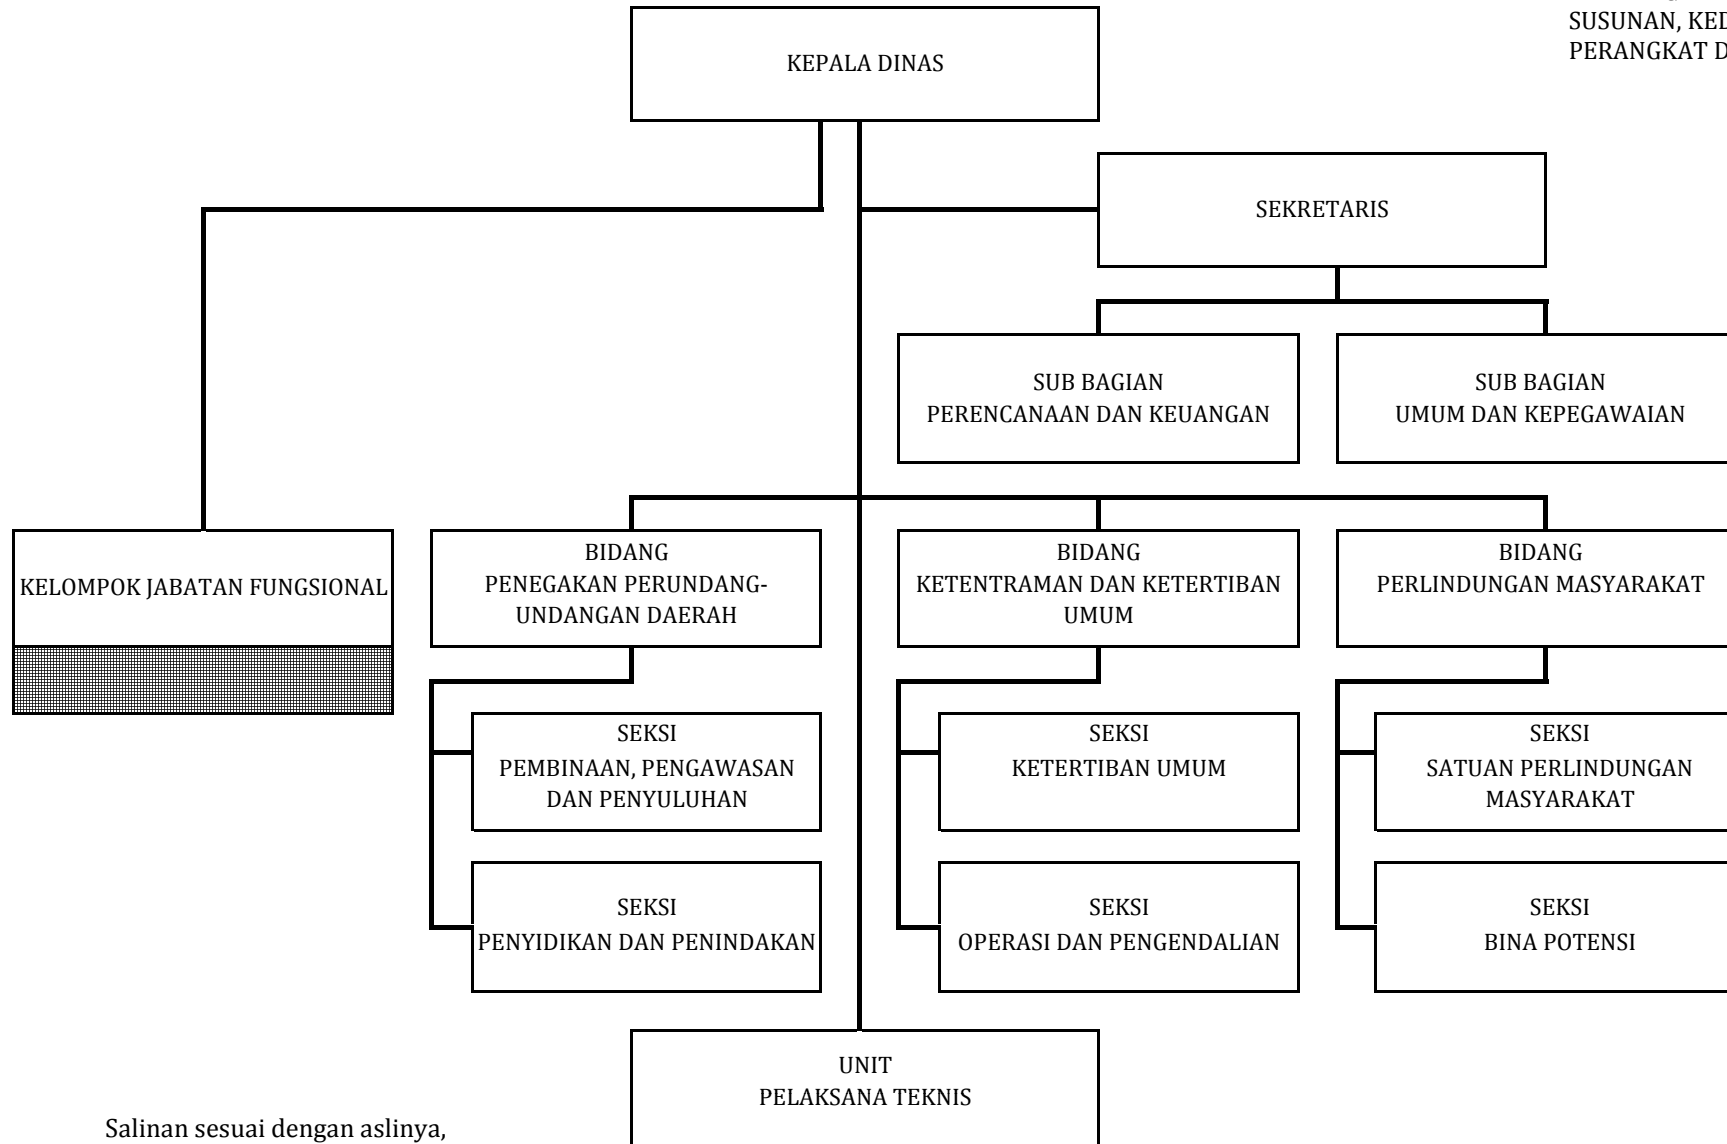 SUSUNAN,
PERANGKAT
KEPALA DINAS
SEKRETARIS
SUB BAGIAN
PERENCANAAN DAN KEUANGAN
SUB BAGIAN
UMUM DAN KEPEGAWAIAN
KELOMPOK JABATAN FUNGSIONAL
BIDANG
PENEGAKAN PERUNDANG-
UNDANGAN DAERAH
BIDANG
KETENTRAMAN DAN KETERTIBAN
UMUM
BIDANG
PERLINDUNGAN MASYARAKAT
SEKSI
PEMBINAAN, PENGAWASAN
DAN PENYULUHAN
SEKSI
KETERTIBAN UMUM
SEKSI
SATUAN PERLINDUNGAN
MASYARAKAT
SEKSI
PENYIDIKAN DAN PENINDAKAN
SEKSI
OPERASI DAN PENGENDALIAN
SEKSI
BINA POTENSI
UNIT
PELAKSANA TEKNIS
Salinan sesuai dengan aslinya,